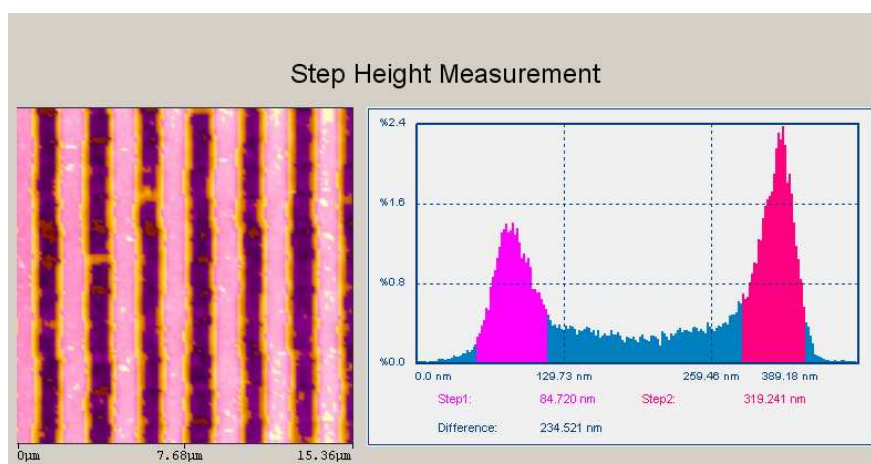 Step Height Measurement
%2.4
%1.6
%0.8
%0.0
0.0 nm 129.73 nm 259.46 nm 389.18 nm
Step1: 84.720 nm Step2: 319.241 nm
Difference: 234.521 nm
0µm 7.68µm 15.36µm